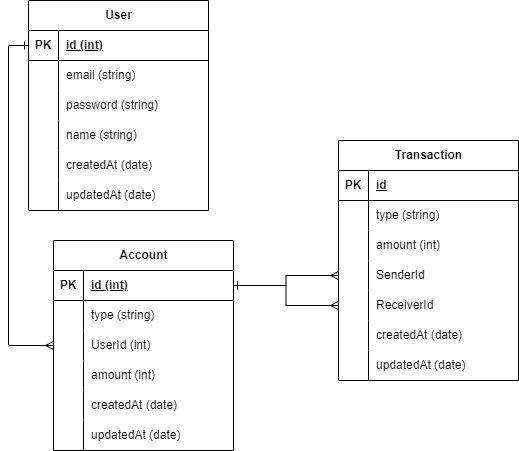 User
PK id (int)
email (string)
password (string)
name (string)
createdAt (date)
updatedAt (date)
Account
PK id (int)
type (string)
UserId (int)
amount (int)
createdAt (date)
updatedAt (date)
Transaction
PK id
type (string)
amount (int)
SenderId
ReceiverId
createdAt (date)
updatedAt (date)